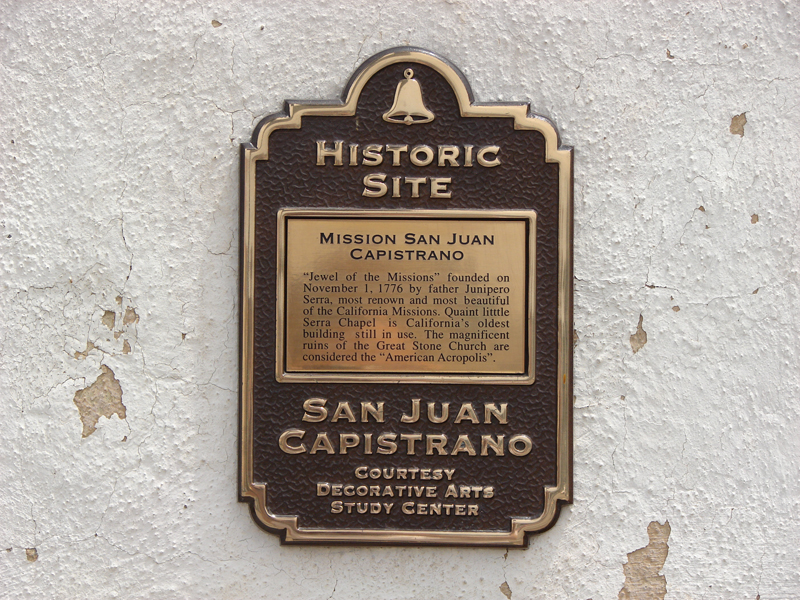 HISTORIC
SITE
MISSION SAN JUAN
CAPISTRANO
"Jewel of the Missions" founded on
November 1, 1776 by father Junipero
Serra, most renown and most beautiful
of the California Missions. Quaint litttle
Serra Chapel is California's oldest
building still in use. The magnificent
ruins of the Great Stone Church are
considered the "American Acropolis".
SAN JUAN
CAPISTRANO
COURTESY
DECORATIVE ARTS
STUDY CENTER